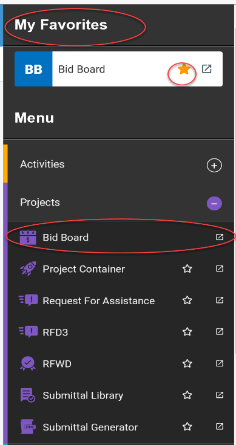 My Favorites
BB Bid Board
Menu
Activities
Projects
Bid Board
Project Container
Request For Assistance
RFD3
RFWD
Submittal Library
Submittal Generator